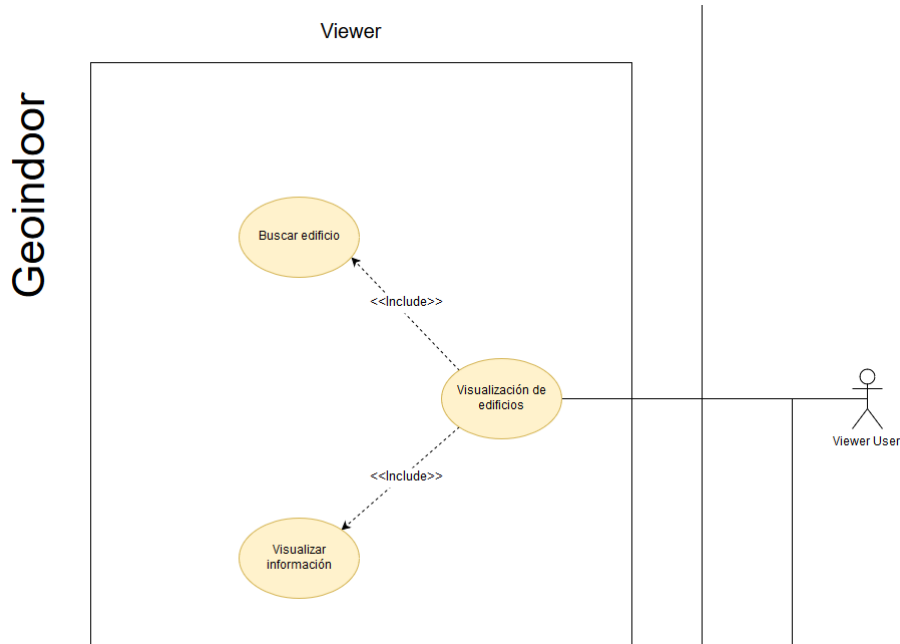 Viewer
Geoindoor
Buscar edificio
<<Include>>
Visualización de
edificios
Viewer User
<<Include>>
Visualizar
información